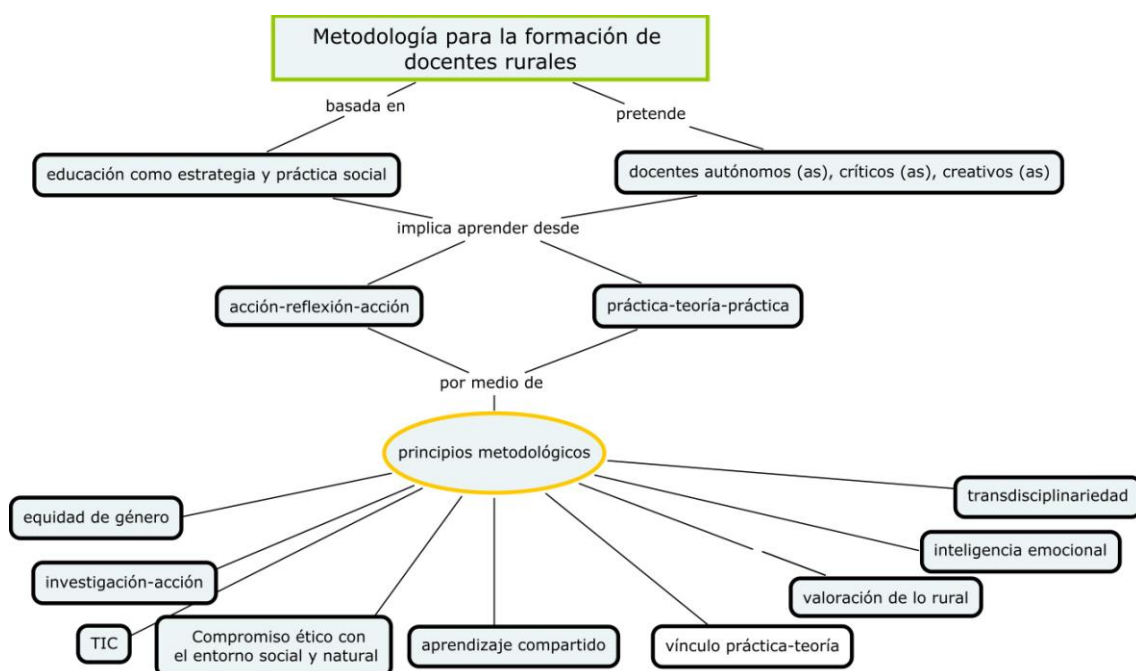 Metodología para la formación de
docentes rurales
basada en
pretende
educación como estrategia y práctica social
docentes autónomos (as), críticos (as), creativos (as)
implica aprender desde
acción-reflexión-acción
práctica-teoría-práctica
por medio de
principios metodológicos
equidad de género
transdisciplinariedad
investigación-acción
inteligencia emocional
TIC
Compromiso ético con
el entorno social y natural
aprendizaje compartido
vínculo práctica-teoría
valoración de lo rural